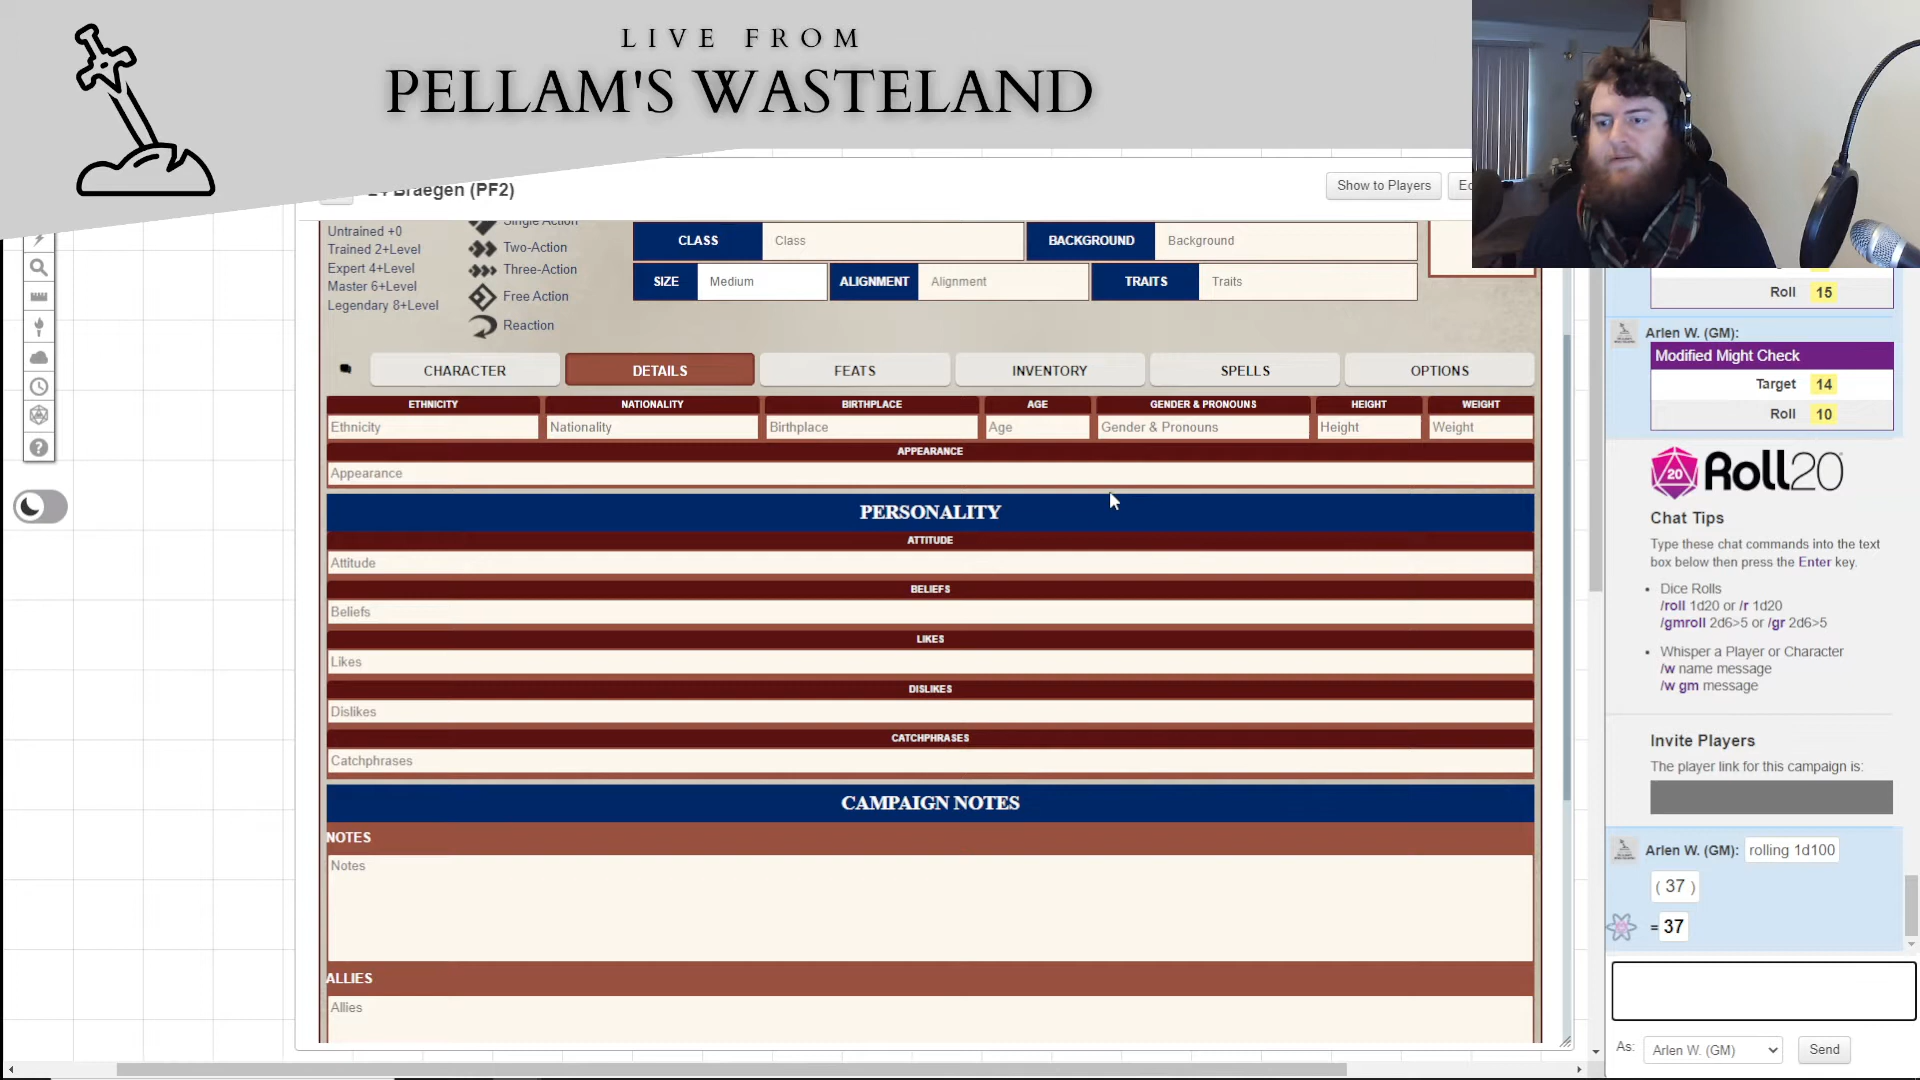 LIVE FROM
PELLAM'S WASTELAND
Braegen (PF2)
Show to Players
Untrained +0
Trained 2+Level
Expert 4+Level
Master 6+Level
Legendary 8+Level
Single Action
Two-Action
Three-Action
Free Action
Reaction
CLASS Class BACKGROUND Background
SIZE Medium ALIGNMENT Alignment TRAITS Traits
CHARACTER DETAILS FEATS INVENTORY SPELLS OPTIONS
ETHNICITY NATIONALITY BIRTHPLACE AGE GENDER & PRONOUNS HEIGHT WEIGHT
Ethnicity Nationality Birthplace Age Gender & Pronouns Height Weight
APPEARANCE
Appearance
PERSONALITY
ATTITUDE
Attitude
BELIEFS
Beliefs
LIKES
Likes
DISLIKES
Dislikes
CATCHPHRASES
Catchphrases
CAMPAIGN NOTES
NOTES
Notes
ALLIES
Allies
Roll 15
Arlen W. (GM):
Modified Might Check
Target 14
Roll 10
20 Roll20
Chat Tips
Type these chat commands into the text
box below then press the Enter key.
• Dice Rolls
/roll 1d20 or /r 1d20
/gmroll 2d6>5 or /gr 2d6>5
• Whisper a Player or Character
/w name message
/w gm message
Invite Players
The player link for this campaign is:
Arlen W. (GM): rolling 1d100
( 37 )
= 37
As: Arlen W. (GM) Send